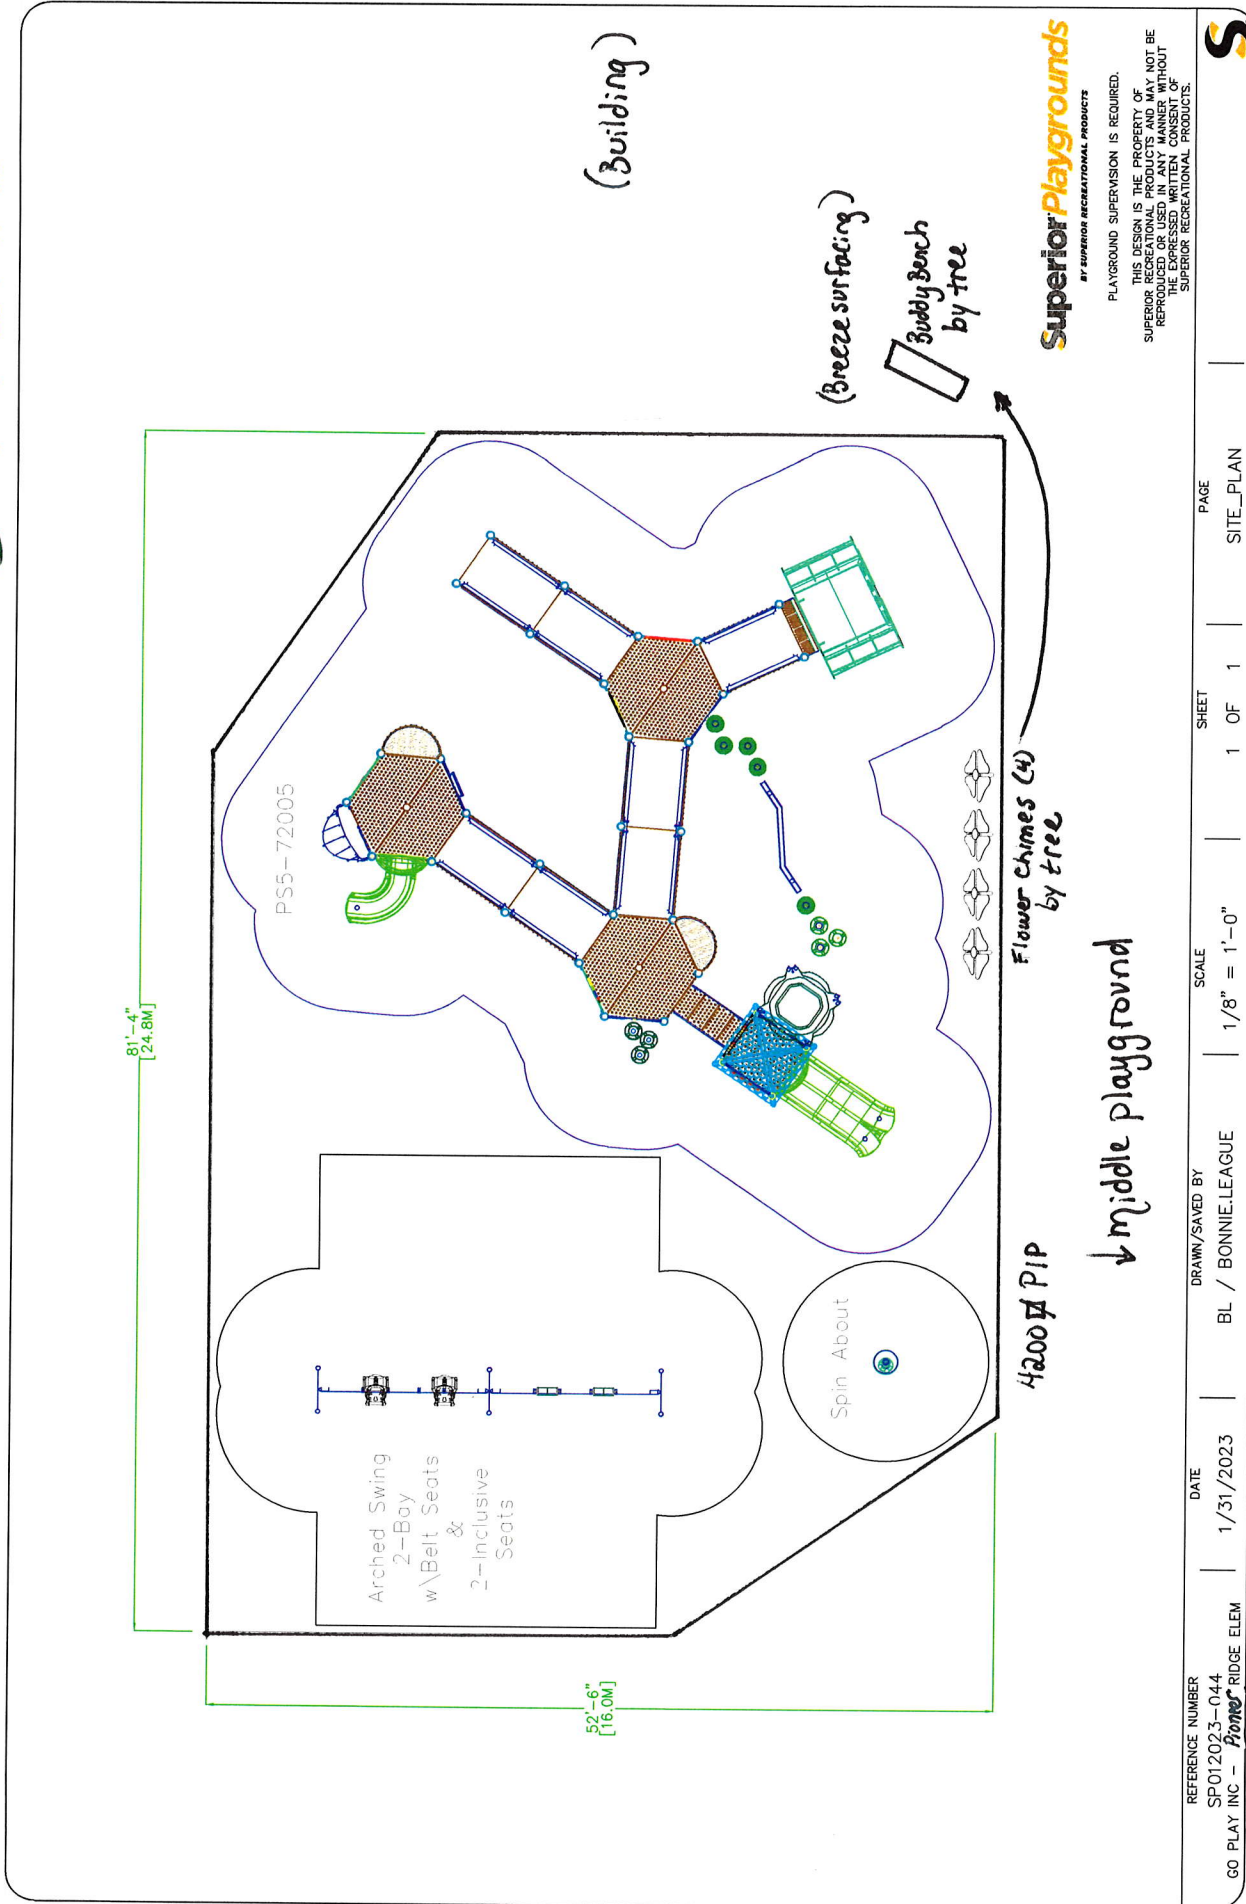 (Building)
(Breeze surfacing)
Buddy Bench
by tree
81'-4"
[24.8M]
52'-6"
[16.0M]
PS5-72005
Arched Swing
2-Bay
w\Belt Seats
&
2-Inclusive
Seats
Spin About
Flower Chimes (4)
by tree
4200⌀ PIP
↓ middle playground
Superior Playgrounds
BY SUPERIOR RECREATIONAL PRODUCTS
PLAYGROUND SUPERVISION IS REQUIRED.
THIS DESIGN IS THE PROPERTY OF
SUPERIOR RECREATIONAL PRODUCTS AND MAY NOT BE
REPRODUCED OR USED IN ANY MANNER WITHOUT
THE EXPRESSED WRITTEN CONSENT OF
SUPERIOR RECREATIONAL PRODUCTS.
REFERENCE NUMBER
SP012023-044
GO PLAY INC - Pioneer RIDGE ELEM
DATE
1/31/2023
DRAWN/SAVED BY
BL / BONNIE.LEAGUE
SCALE
1/8" = 1'-0"
SHEET
1 OF 1
PAGE
SITE_PLAN
S